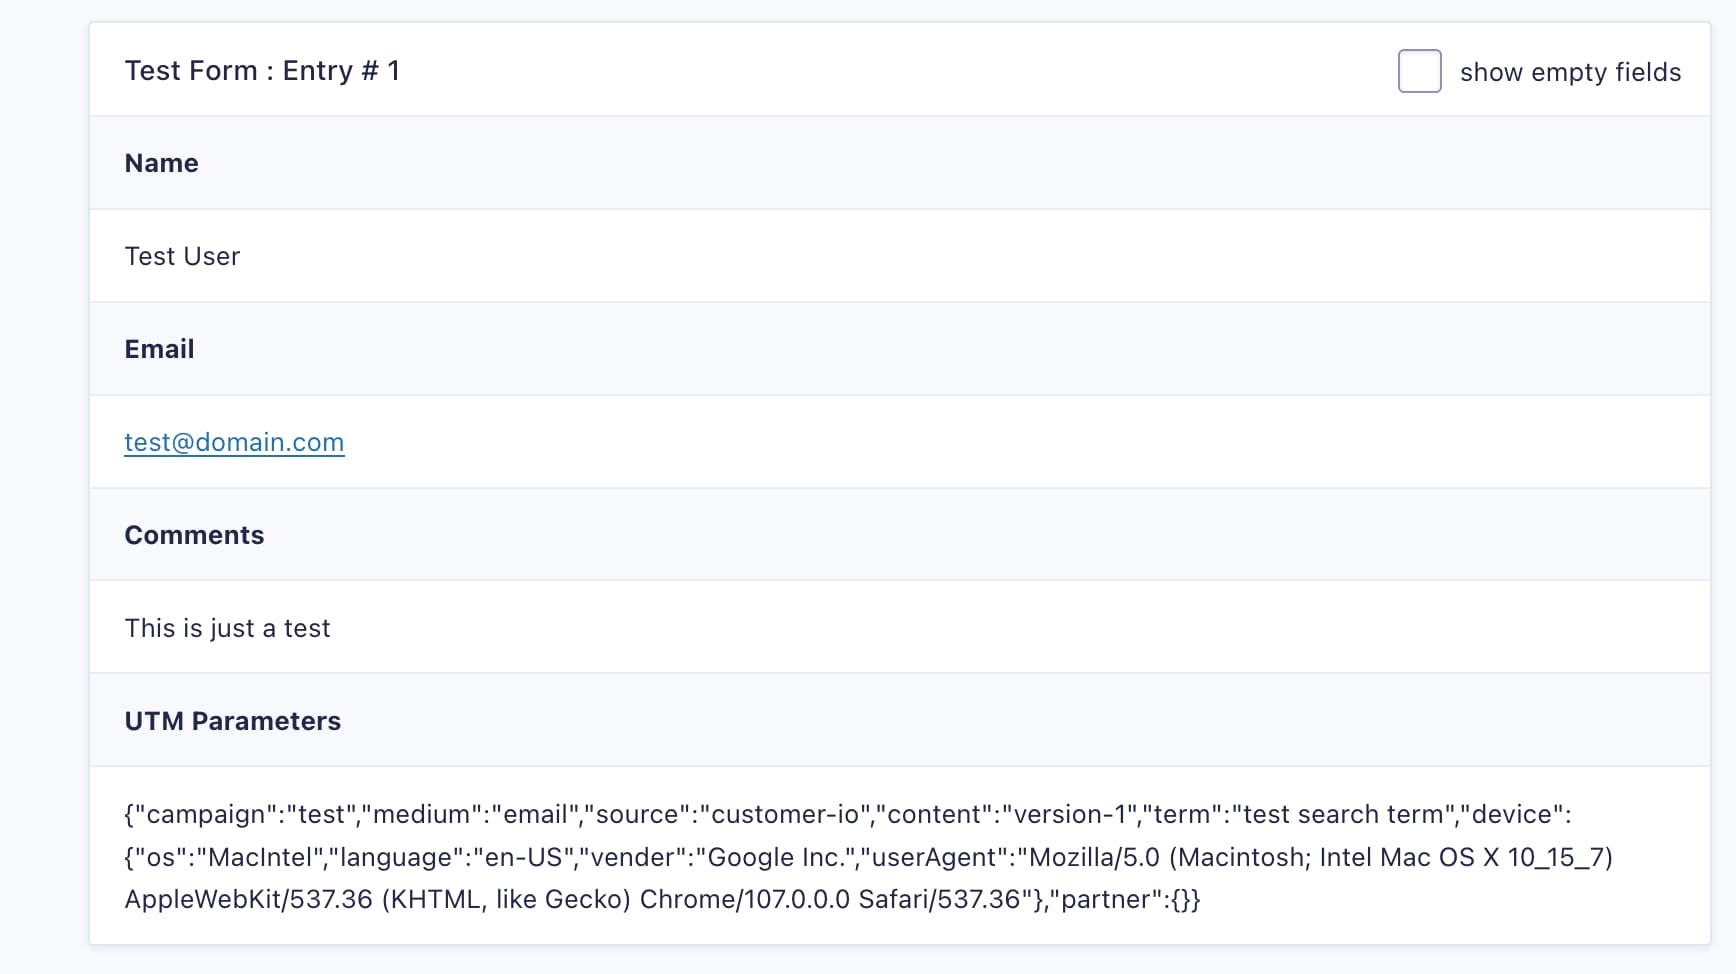 Test Form : Entry # 1
show empty fields
Name
Test User
Email
test@domain.com
Comments
This is just a test
UTM Parameters
{"campaign":"test","medium":"email","source":"customer-io","content":"version-1","term":"test search term","device":
{"os":"MacIntel","language":"en-US","vender":"Google Inc.","userAgent":"Mozilla/5.0 (Macintosh; Intel Mac OS X 10_15_7)
AppleWebKit/537.36 (KHTML, like Gecko) Chrome/107.0.0.0 Safari/537.36"},"partner":{}}